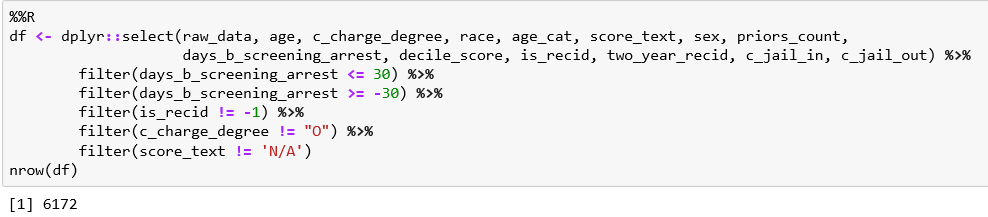 %%R
df <- dplyr::select(raw_data, age, c_charge_degree, race, age_cat, score_text, sex, priors_count,
                    days_b_screening_arrest, decile_score, is_recid, two_year_recid, c_jail_in, c_jail_out) %>%
        filter(days_b_screening_arrest <= 30) %>%
        filter(days_b_screening_arrest >= -30) %>%
        filter(is_recid != -1) %>%
        filter(c_charge_degree != "O") %>%
        filter(score_text != 'N/A')
nrow(df)
[1] 6172